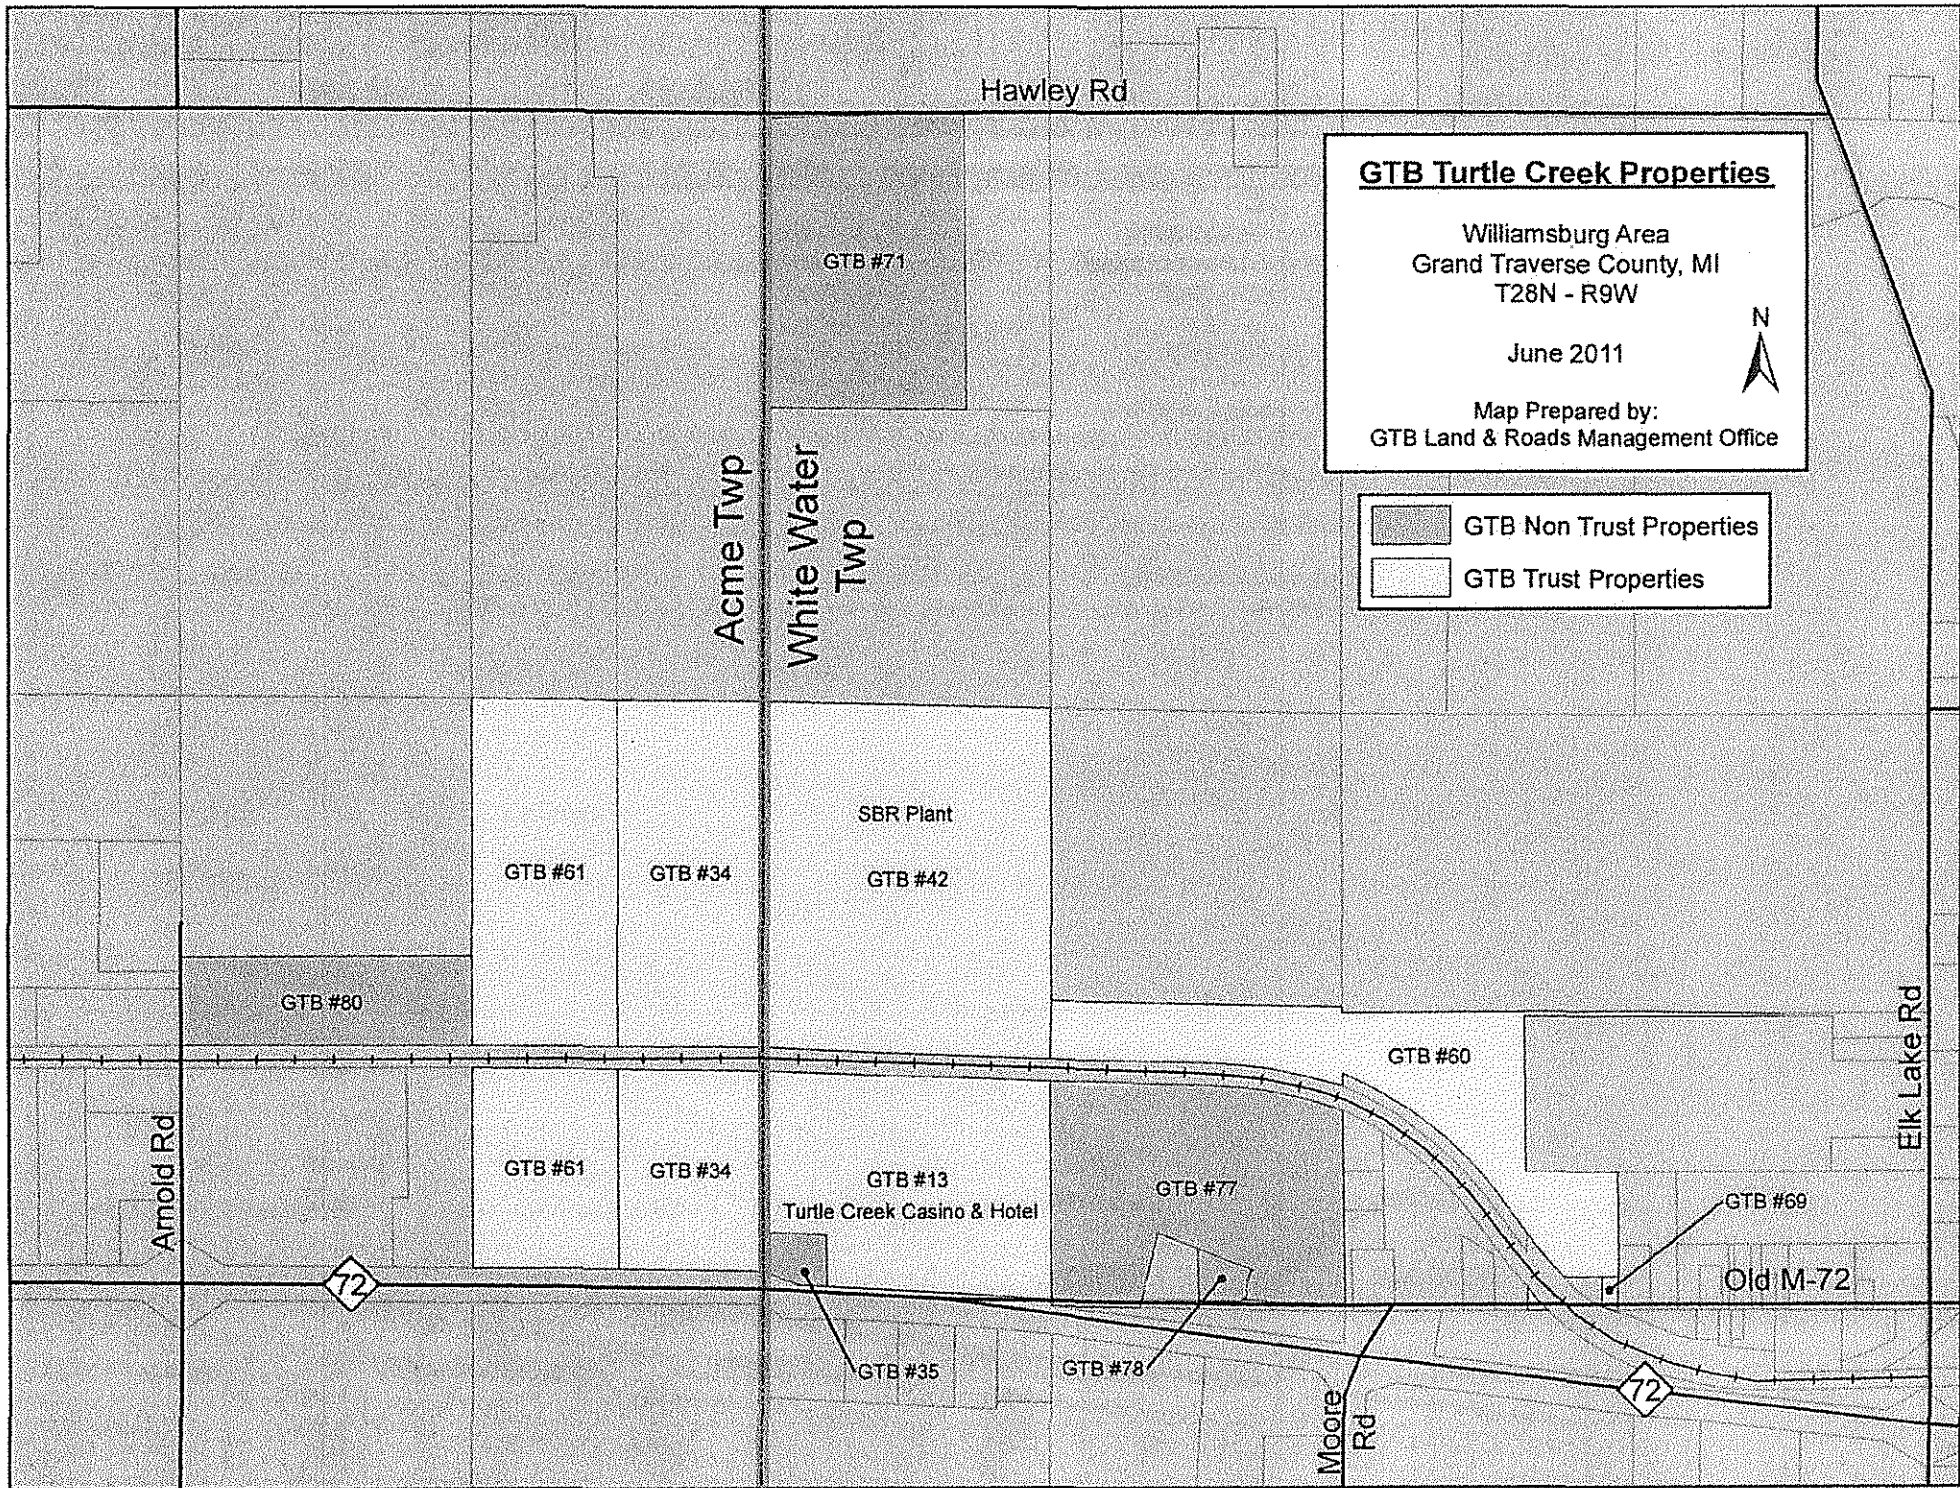 Hawley Rd
GTB Turtle Creek Properties
Williamsburg Area
Grand Traverse County, MI
T28N - R9W
N
June 2011
Map Prepared by:
GTB Land & Roads Management Office
GTB Non Trust Properties
GTB Trust Properties
GTB #71
Acme Twp
White Water
Twp
SBR Plant
GTB #61
GTB #34
GTB #42
GTB #80
GTB #60
Elk Lake Rd
Arnold Rd
GTB #61
GTB #34
GTB #13
Turtle Creek Casino & Hotel
GTB #77
GTB #69
72
Old M-72
GTB #35
GTB #78
72
Moore
Rd